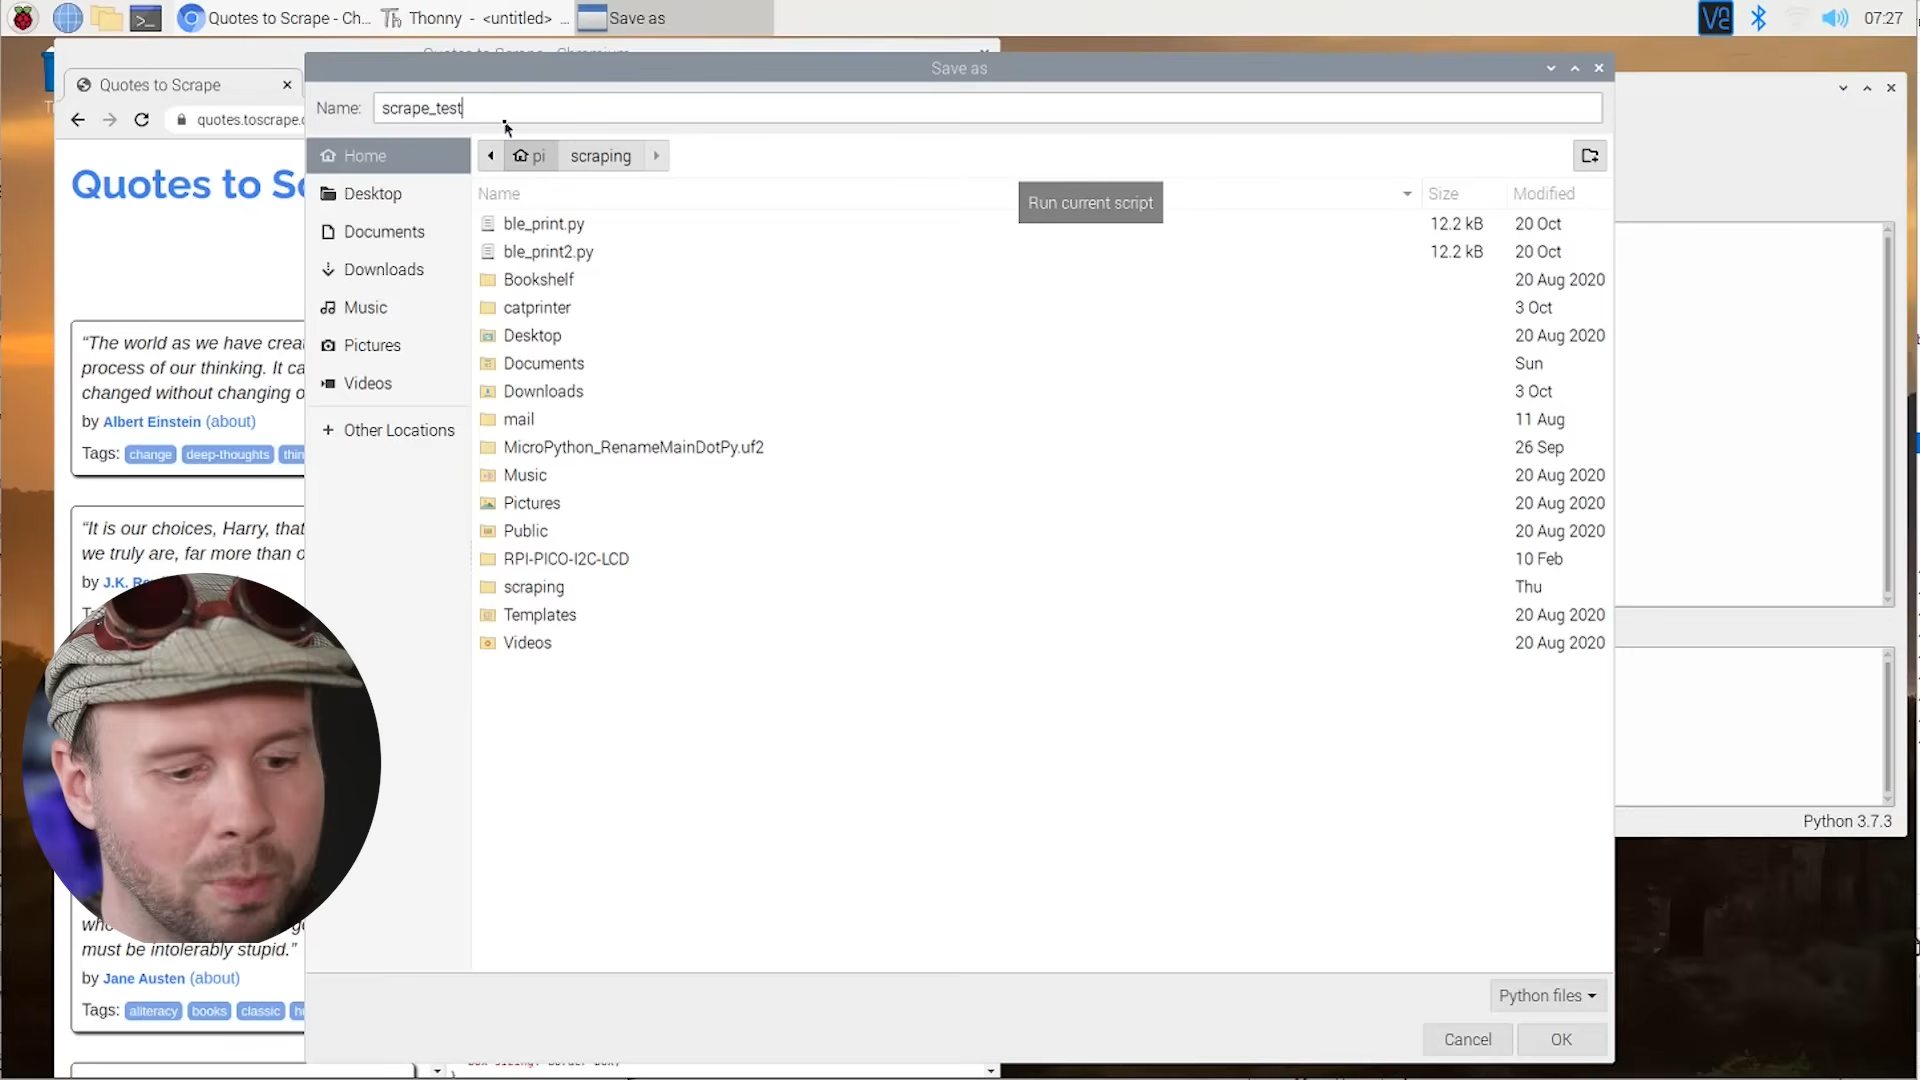 Quotes to Scrape - Ch...
Thonny - <untitled> ...
Save as
07:27
Save as
Quotes to Scrape
quotes.toscrape.
Name: scrape_test
Home
Desktop
Documents
Downloads
Music
Pictures
Videos
+ Other Locations
pi
scraping
Name
Size
Modified
Run current script
ble_print.py 12.2 kB 20 Oct
ble_print2.py 12.2 kB 20 Oct
Bookshelf 20 Aug 2020
catprinter 3 Oct
Desktop 20 Aug 2020
Documents Sun
Downloads 3 Oct
mail 11 Aug
MicroPython_RenameMainDotPy.uf2 26 Sep
Music 20 Aug 2020
Pictures 20 Aug 2020
Public 20 Aug 2020
RPI-PICO-I2C-LCD 10 Feb
scraping Thu
Templates 20 Aug 2020
Videos 20 Aug 2020
Python files
Cancel
OK
Quotes to Sc
“The world as we have crea
process of our thinking. It ca
changed without changing o
by Albert Einstein (about)
Tags: change deep-thoughts thin
“It is our choices, Harry, that
we truly are, far more than o
by J.K.
must be intolerably stupid.”
by Jane Austen (about)
Tags: aliteracy books classic
Python 3.7.3